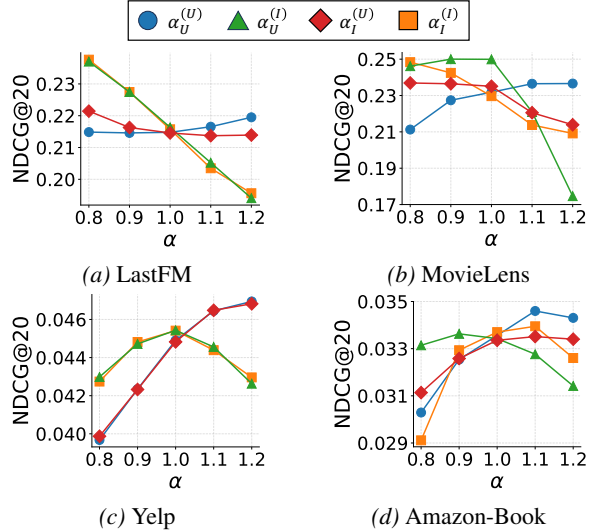 α_U^(U) α_U^(I) α_I^(U) α_I^(I)
NDCG@20
0.23
0.22
0.21
0.20
0.8 0.9 1.0 1.1 1.2
α
(a) LastFM
NDCG@20
0.25
0.23
0.21
0.19
0.17
0.8 0.9 1.0 1.1 1.2
α
(b) MovieLens
NDCG@20
0.046
0.044
0.042
0.040
0.8 0.9 1.0 1.1 1.2
α
(c) Yelp
NDCG@20
0.035
0.033
0.031
0.029
0.8 0.9 1.0 1.1 1.2
α
(d) Amazon-Book